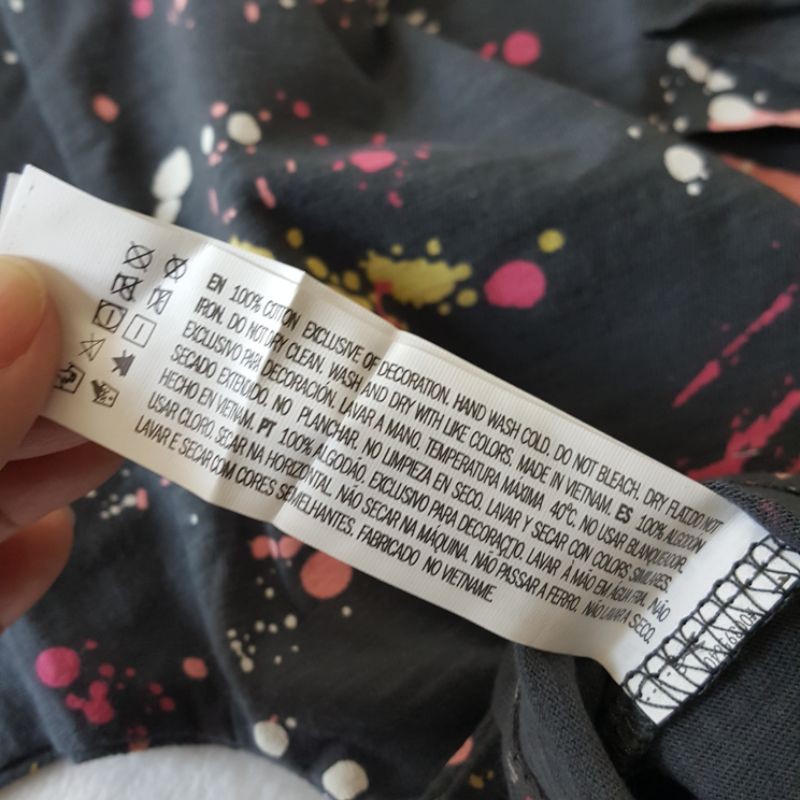 EN 100% COTTON EXCLUSIVE OF DECORATION. HAND WASH COLD. DO NOT BLEACH. DRY FLAT. DO NOT
IRON. DO NOT DRY CLEAN. WASH AND DRY WITH LIKE COLORS. MADE IN VIETNAM. ES 100% ALGODÓN
EXCLUSIVO PARA DECORACIÓN. LAVAR A MANO. TEMPERATURA MÁXIMA 40°C. NO USAR BLANQUEADOR.
SECADO EXTENDIDO. NO PLANCHAR. NO LIMPIEZA EN SECO. LAVAR Y SECAR CON COLORS SIMILARES.
HECHO EN VIETNAM. PT 100% ALGODÃO. EXCLUSIVO PARA DECORAÇÃO. LAVAR À MÃO EM ÁGUA FRIA. NÃO
USAR CLORO. SECAR NA HORIZONTAL. NÃO SECAR NA MÁQUINA. NÃO PASSAR A FERRO. NÃO LAVAR A SECO.
LAVAR E SECAR COM CORES SEMELHANTES. FABRICADO NO VIETNAME.